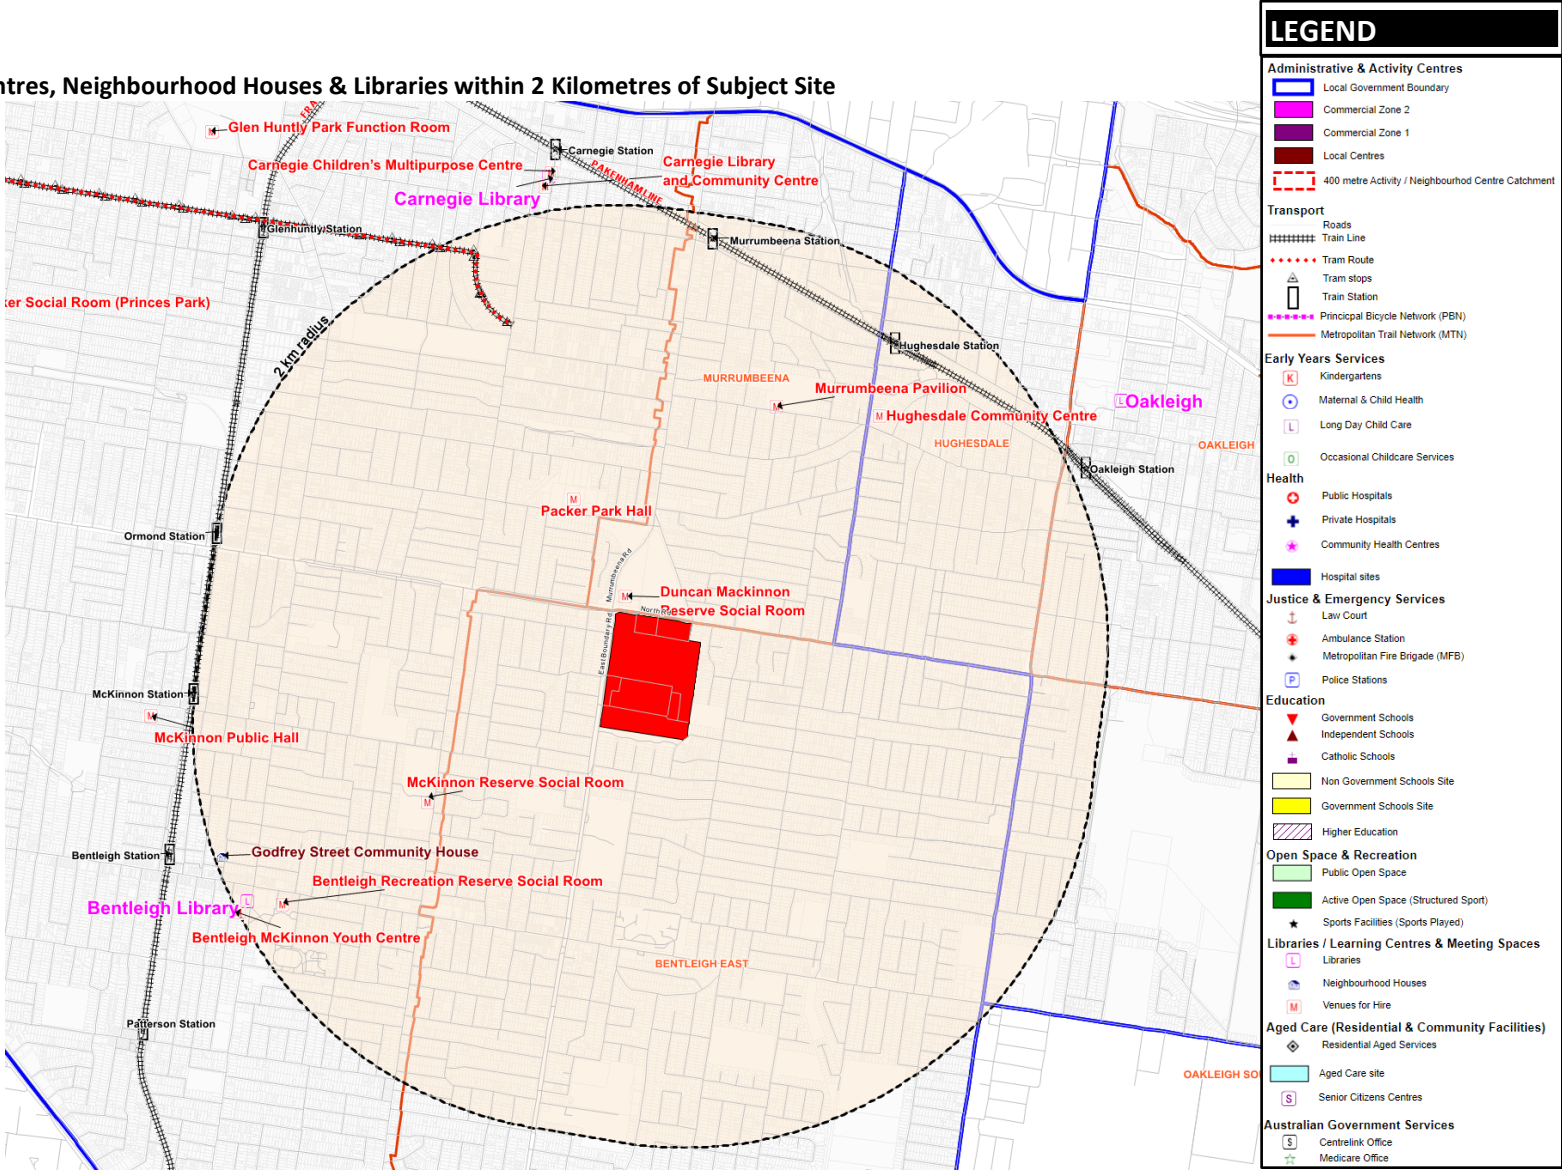 LEGEND
ntres, Neighbourhood Houses & Libraries within 2 Kilometres of Subject Site
FRA
Glen Huntly Park Function Room
Carnegie Station
Carnegie Children's Multipurpose Centre
Carnegie Library
and Community Centre
PAKENHAM LINE
Carnegie Library
Glenhuntly Station
Murrumbeena Station
ker Social Room (Princes Park)
2 km radius
Hughesdale Station
MURRUMBEENA
Murrumbeena Pavilion
Oakleigh
Hughesdale Community Centre
HUGHESDALE
OAKLEIGH
Oakleigh Station
Packer Park Hall
Ormond Station
Murrumbeena Rd
Duncan Mackinnon
Reserve Social Room
North Rd
East Boundary Rd
McKinnon Station
McKinnon Public Hall
McKinnon Reserve Social Room
Bentleigh Station
Godfrey Street Community House
Bentleigh Recreation Reserve Social Room
Bentleigh Library
Bentleigh McKinnon Youth Centre
BENTLEIGH EAST
Patterson Station
OAKLEIGH SO
Administrative & Activity Centres
Local Government Boundary
Commercial Zone 2
Commercial Zone 1
Local Centres
400 metre Activity / Neighbourhod Centre Catchment
Transport
Roads
Train Line
Tram Route
Tram stops
Train Station
Princicpal Bicycle Network (PBN)
Metropolitan Trail Network (MTN)
Early Years Services
K Kindergartens
Maternal & Child Health
L Long Day Child Care
O Occasional Childcare Services
Health
Public Hospitals
Private Hospitals
Community Health Centres
Hospital sites
Justice & Emergency Services
Law Court
Ambulance Station
Metropolitan Fire Brigade (MFB)
P Police Stations
Education
Government Schools
Independent Schools
Catholic Schools
Non Government Schools Site
Government Schools Site
Higher Education
Open Space & Recreation
Public Open Space
Active Open Space (Structured Sport)
Sports Facilities (Sports Played)
Libraries / Learning Centres & Meeting Spaces
L Libraries
Neighbourhood Houses
M Venues for Hire
Aged Care (Residential & Community Facilities)
Residential Aged Services
Aged Care site
S Senior Citizens Centres
Australian Government Services
S Centrelink Office
Medicare Office